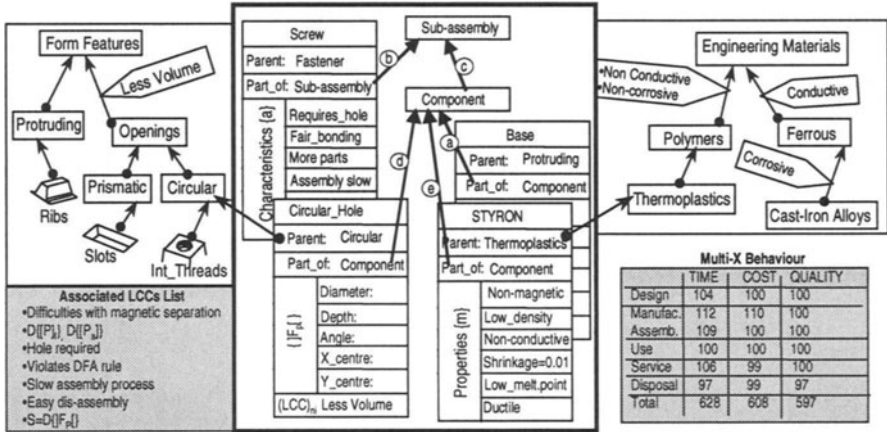 Form Features
Less Volume
Protruding
Openings
Prismatic
Circular
Ribs
Slots
Int_Threads
Associated LCCs List
•Difficulties with magnetic separation
•Hole required
•Violates DFA rule
•Slow assembly process
•Easy dis-assembly
Screw
Parent: Fastener
Part_of: Sub-assembly
Characteristics {a}
Requires_hole
Fair_bonding
More parts
Assembly slow
Sub-assembly
b
c
Component
d
a
e
Base
Parent: Protruding
Part_of: Component
Circular_Hole
Parent: Circular
Part_of: Component
Diameter:
Depth:
Angle:
X_centre:
Y_centre:
Less Volume
STYRON
Parent: Thermoplastics
Part_of: Component
Properties {m}
Non-magnetic
Low_density
Non-conductive
Shrinkage=0.01
Low_melt.point
Ductile
Engineering Materials
•Non Conductive
•Non-corrosive
Conductive
Polymers
Ferrous
Corrosive
Thermoplastics
Cast-Iron Alloys
Multi-X Behaviour
TIME COST QUALITY
Design 104 100 100
Manufac. 112 110 100
Assemb. 109 100 100
Use 100 100 100
Service 106 99 100
Disposal 97 99 97
Total 628 608 597